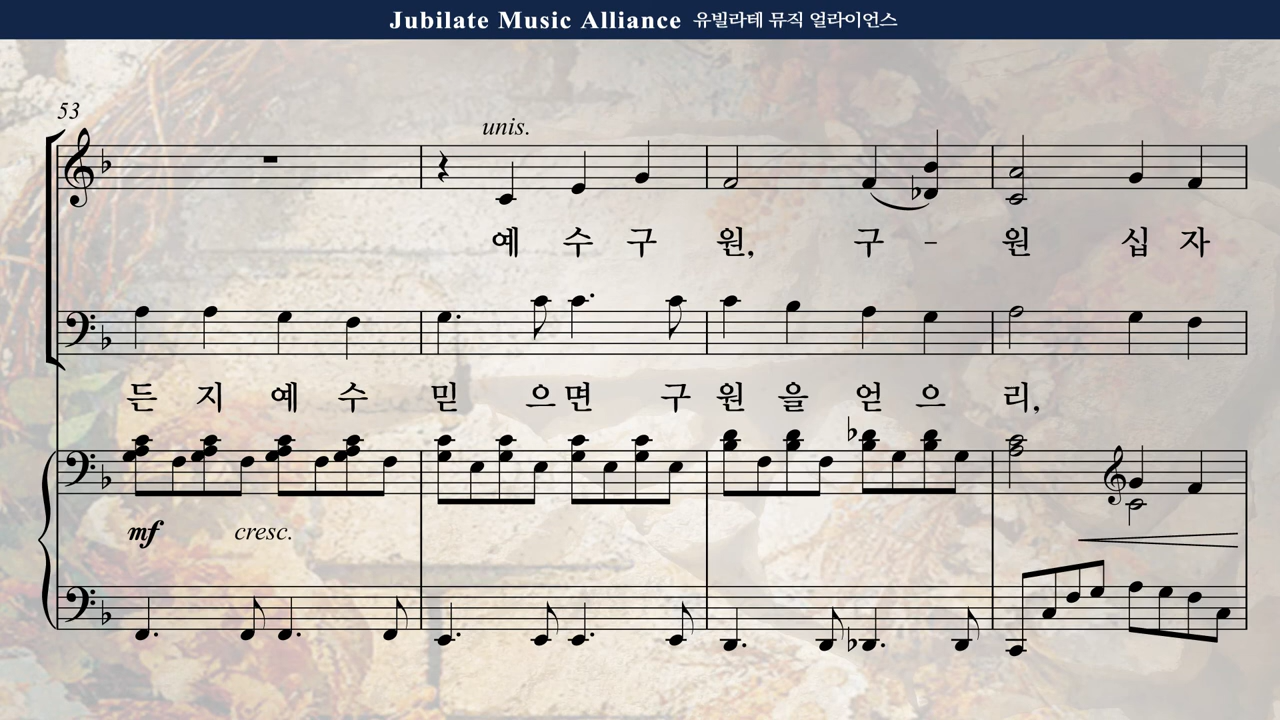 Jubilate Music Alliance 유빌라테 뮤직 얼라이언스
53
unis.
예 수 구 원, 구 - 원 십 자
든 지 예 수 믿 으 면 구 원 을 얻 으 리,
mf cresc.